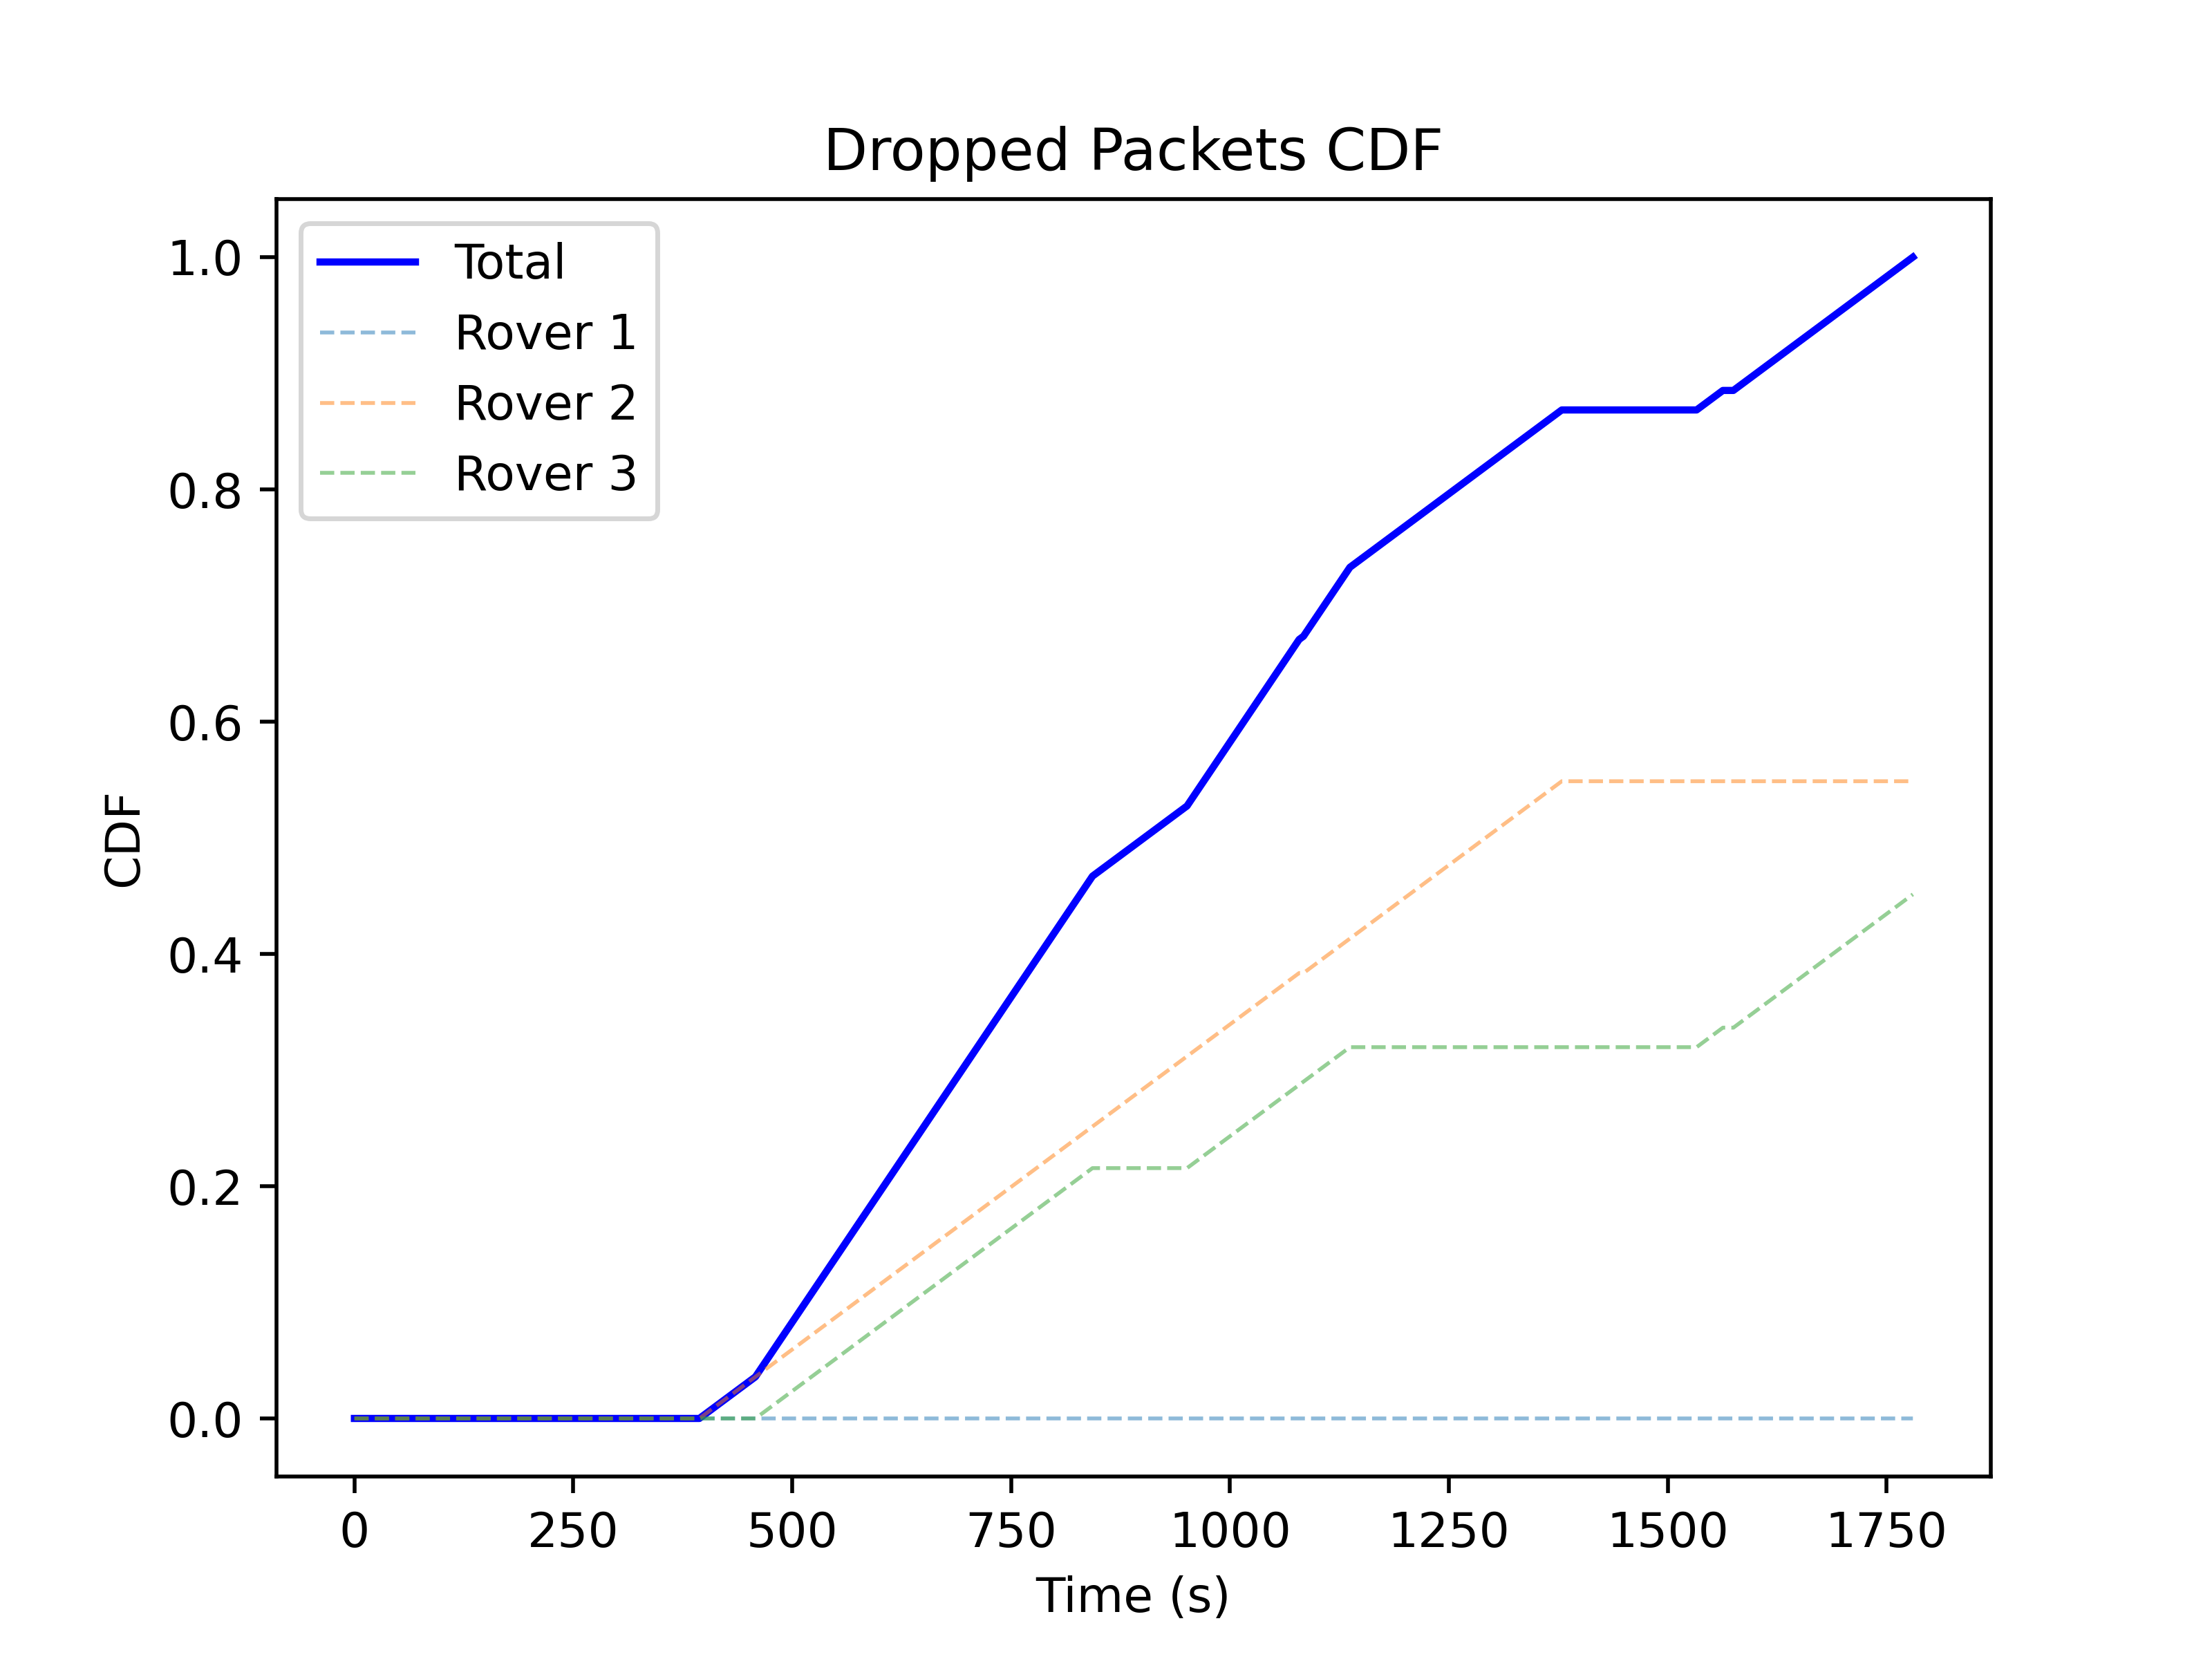 Dropped Packets CDF
Total
Rover 1
Rover 2
Rover 3
1.0
0.8
0.6
0.4
0.2
0.0
CDF
0 250 500 750 1000 1250 1500 1750
Time (s)